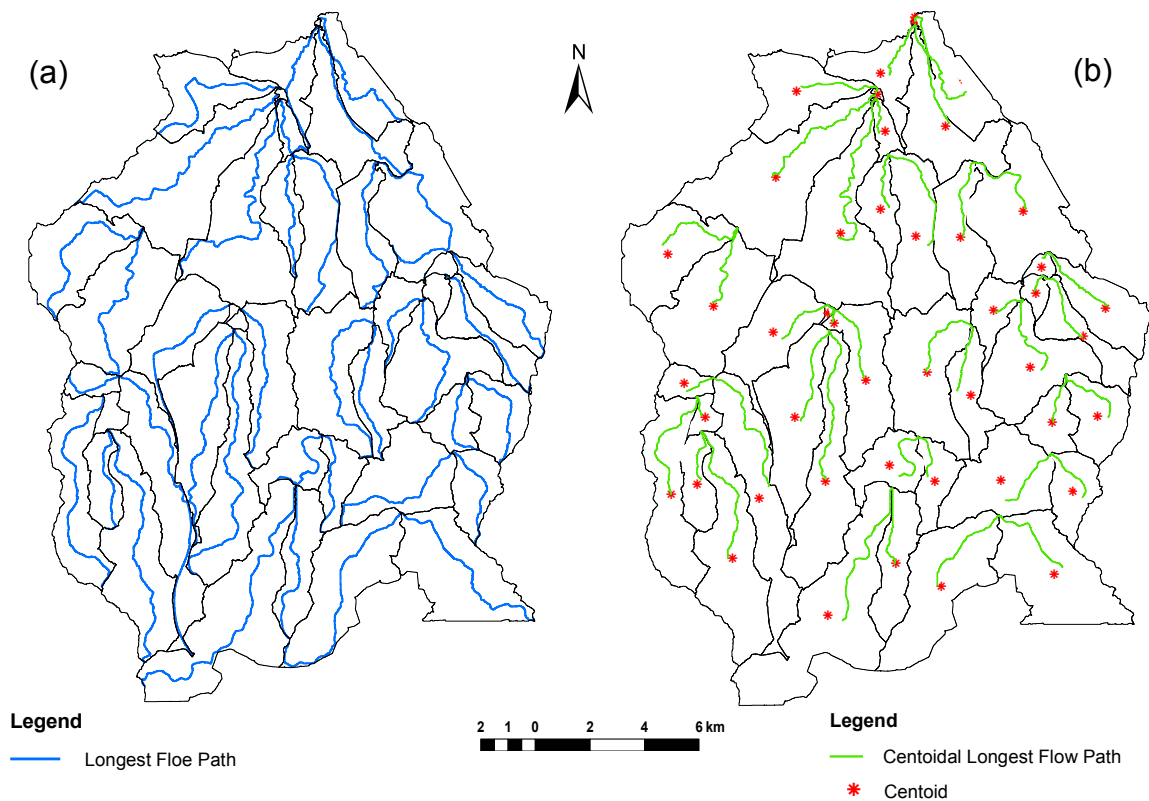 (a)
N
(b)
Legend
Longest Floe Path
2 1 0 2 4 6 km
Legend
Centoidal Longest Flow Path
Centoid